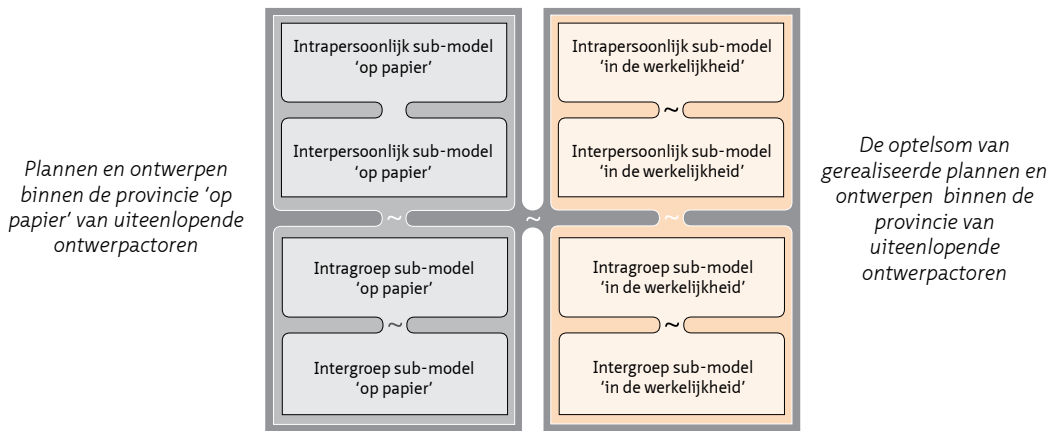 Plannen en ontwerpen
binnen de provincie ‘op
papier’ van uiteenlopende
ontwerpactoren
Intrapersoonlijk sub-model
‘op papier’
Interpersoonlijk sub-model
‘op papier’
~
Intragroep sub-model
‘op papier’
~
Intergroep sub-model
‘op papier’
~
Intrapersoonlijk sub-model
‘in de werkelijkheid’
~
Interpersoonlijk sub-model
‘in de werkelijkheid’
~
Intragroep sub-model
‘in de werkelijkheid’
~
Intergroep sub-model
‘in de werkelijkheid’
De optelsom van
gerealiseerde plannen en
ontwerpen binnen de
provincie van
uiteenlopende
ontwerpactoren